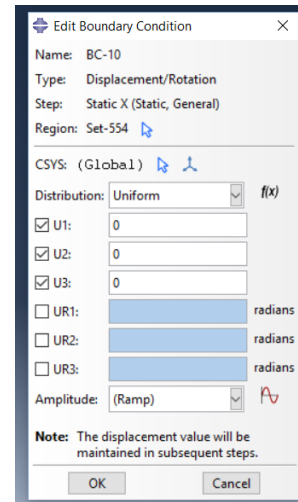 Edit Boundary Condition
Name: BC-10
Type: Displacement/Rotation
Step: Static X (Static, General)
Region: Set-554
CSYS: (Global)
Distribution: Uniform f(x)
U1: 0
U2: 0
U3: 0
UR1: radians
UR2: radians
UR3: radians
Amplitude: (Ramp)
Note: The displacement value will be
maintained in subsequent steps.
OK Cancel